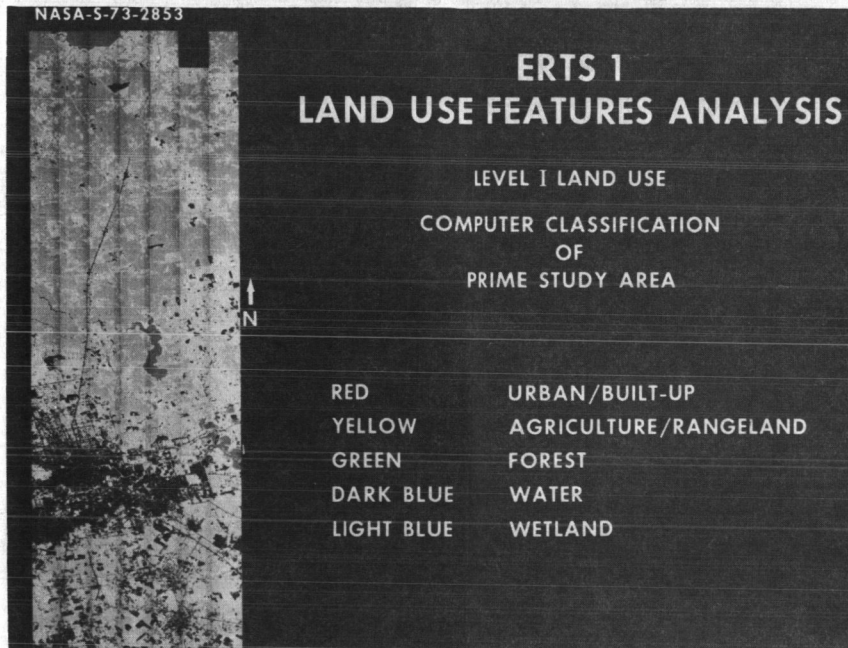 NASA-S-73-2853
ERTS 1
LAND USE FEATURES ANALYSIS
LEVEL I LAND USE
COMPUTER CLASSIFICATION
OF
PRIME STUDY AREA
N
RED URBAN/BUILT-UP
YELLOW AGRICULTURE/RANGELAND
GREEN FOREST
DARK BLUE WATER
LIGHT BLUE WETLAND